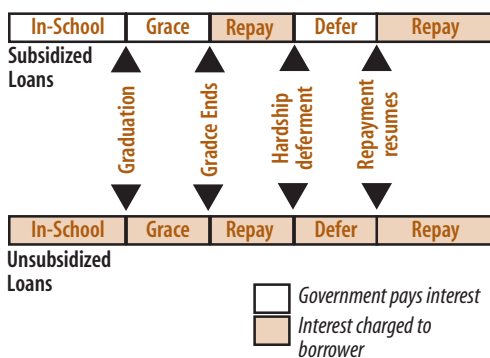 In-School Grace Repay Defer Repay
Subsidized
Loans
Graduation
Gradce Ends
Hardship
deferment
Repayment
resumes
In-School Grace Repay Defer Repay
Unsubsidized
Loans
Government pays interest
Interest charged to
borrower